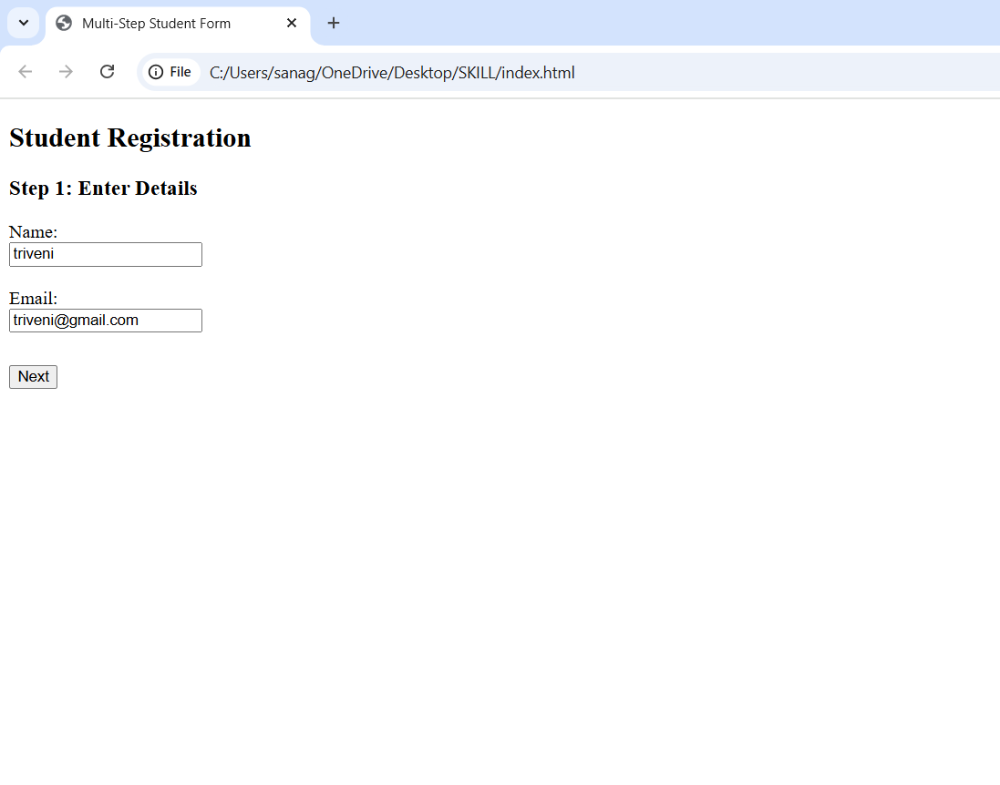 Multi-Step Student Form
File C:/Users/sanag/OneDrive/Desktop/SKILL/index.html
Student Registration
Step 1: Enter Details
Name:
triveni
Email:
triveni@gmail.com
Next